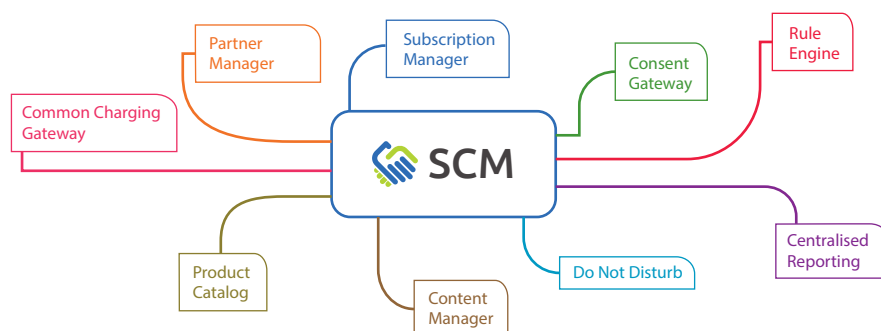 Partner
Manager
Subscription
Manager
Rule
Engine
Consent
Gateway
Common Charging
Gateway
SCM
Centralised
Reporting
Product
Catalog
Do Not Disturb
Content
Manager